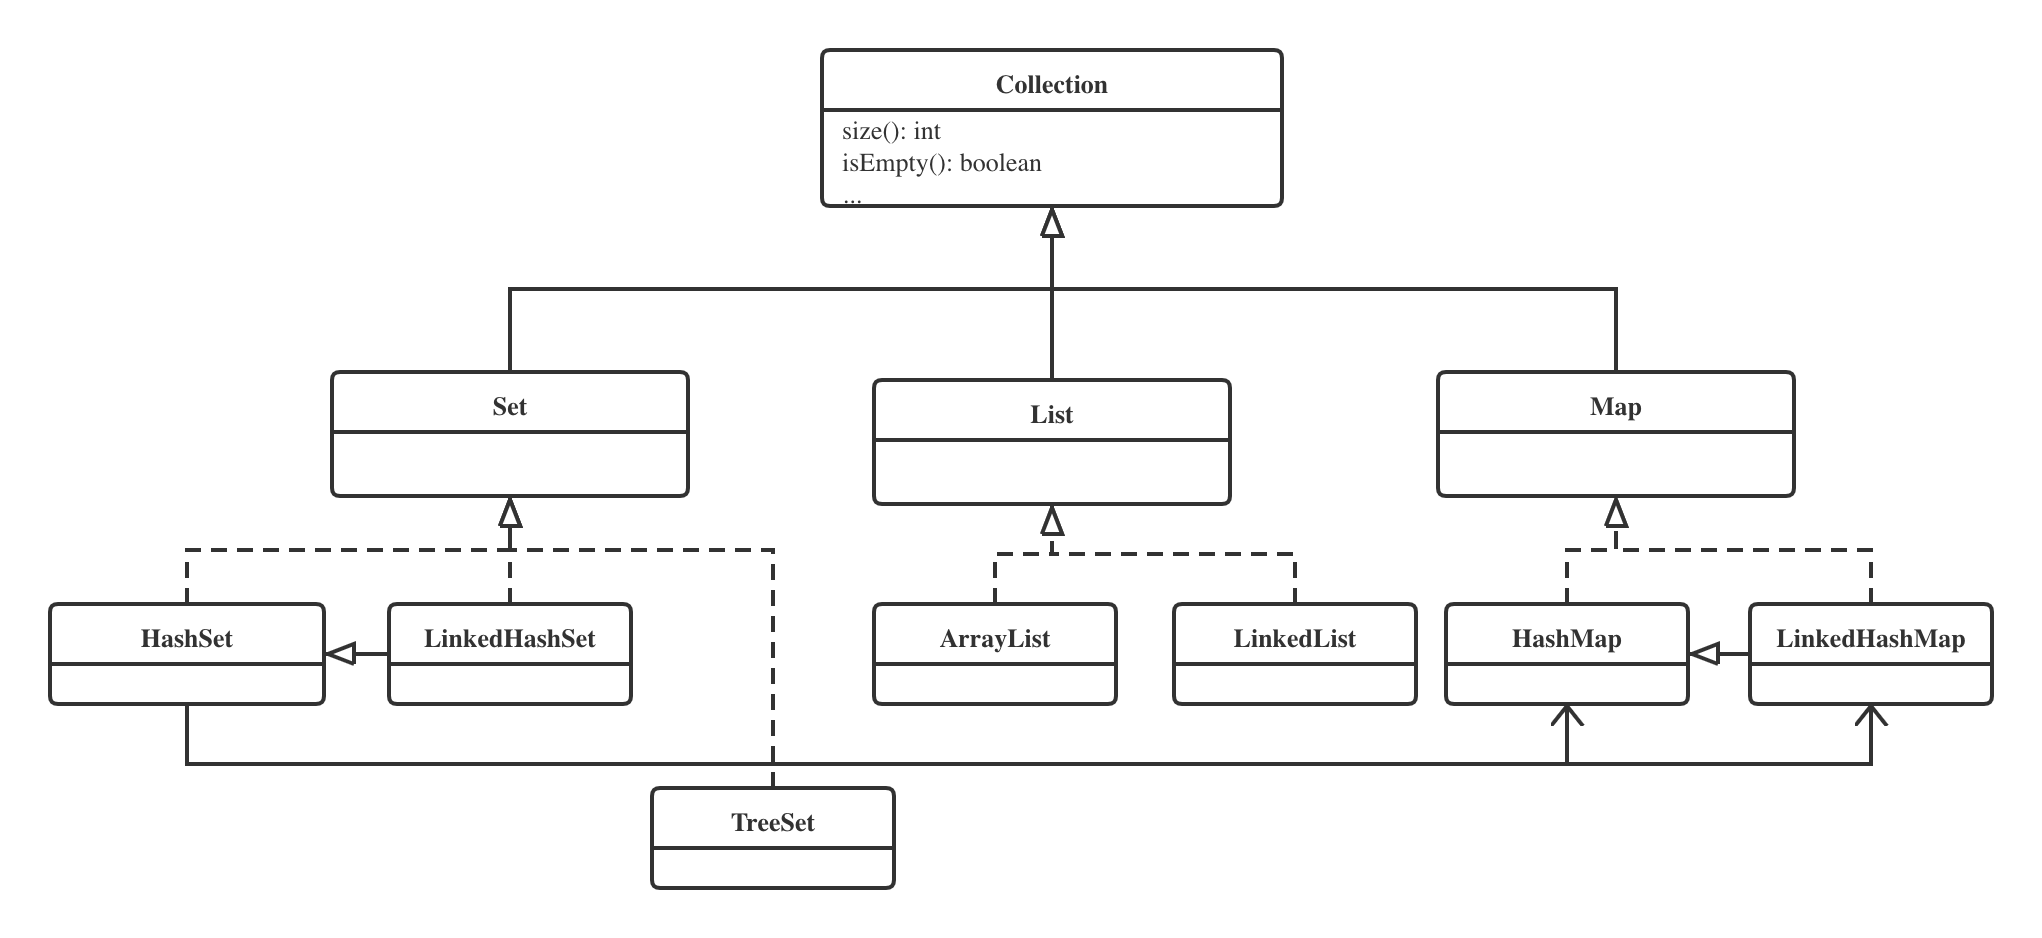 Collection
size(): int
isEmpty(): boolean
...
Set
List
Map
HashSet
LinkedHashSet
ArrayList
LinkedList
HashMap
LinkedHashMap
TreeSet